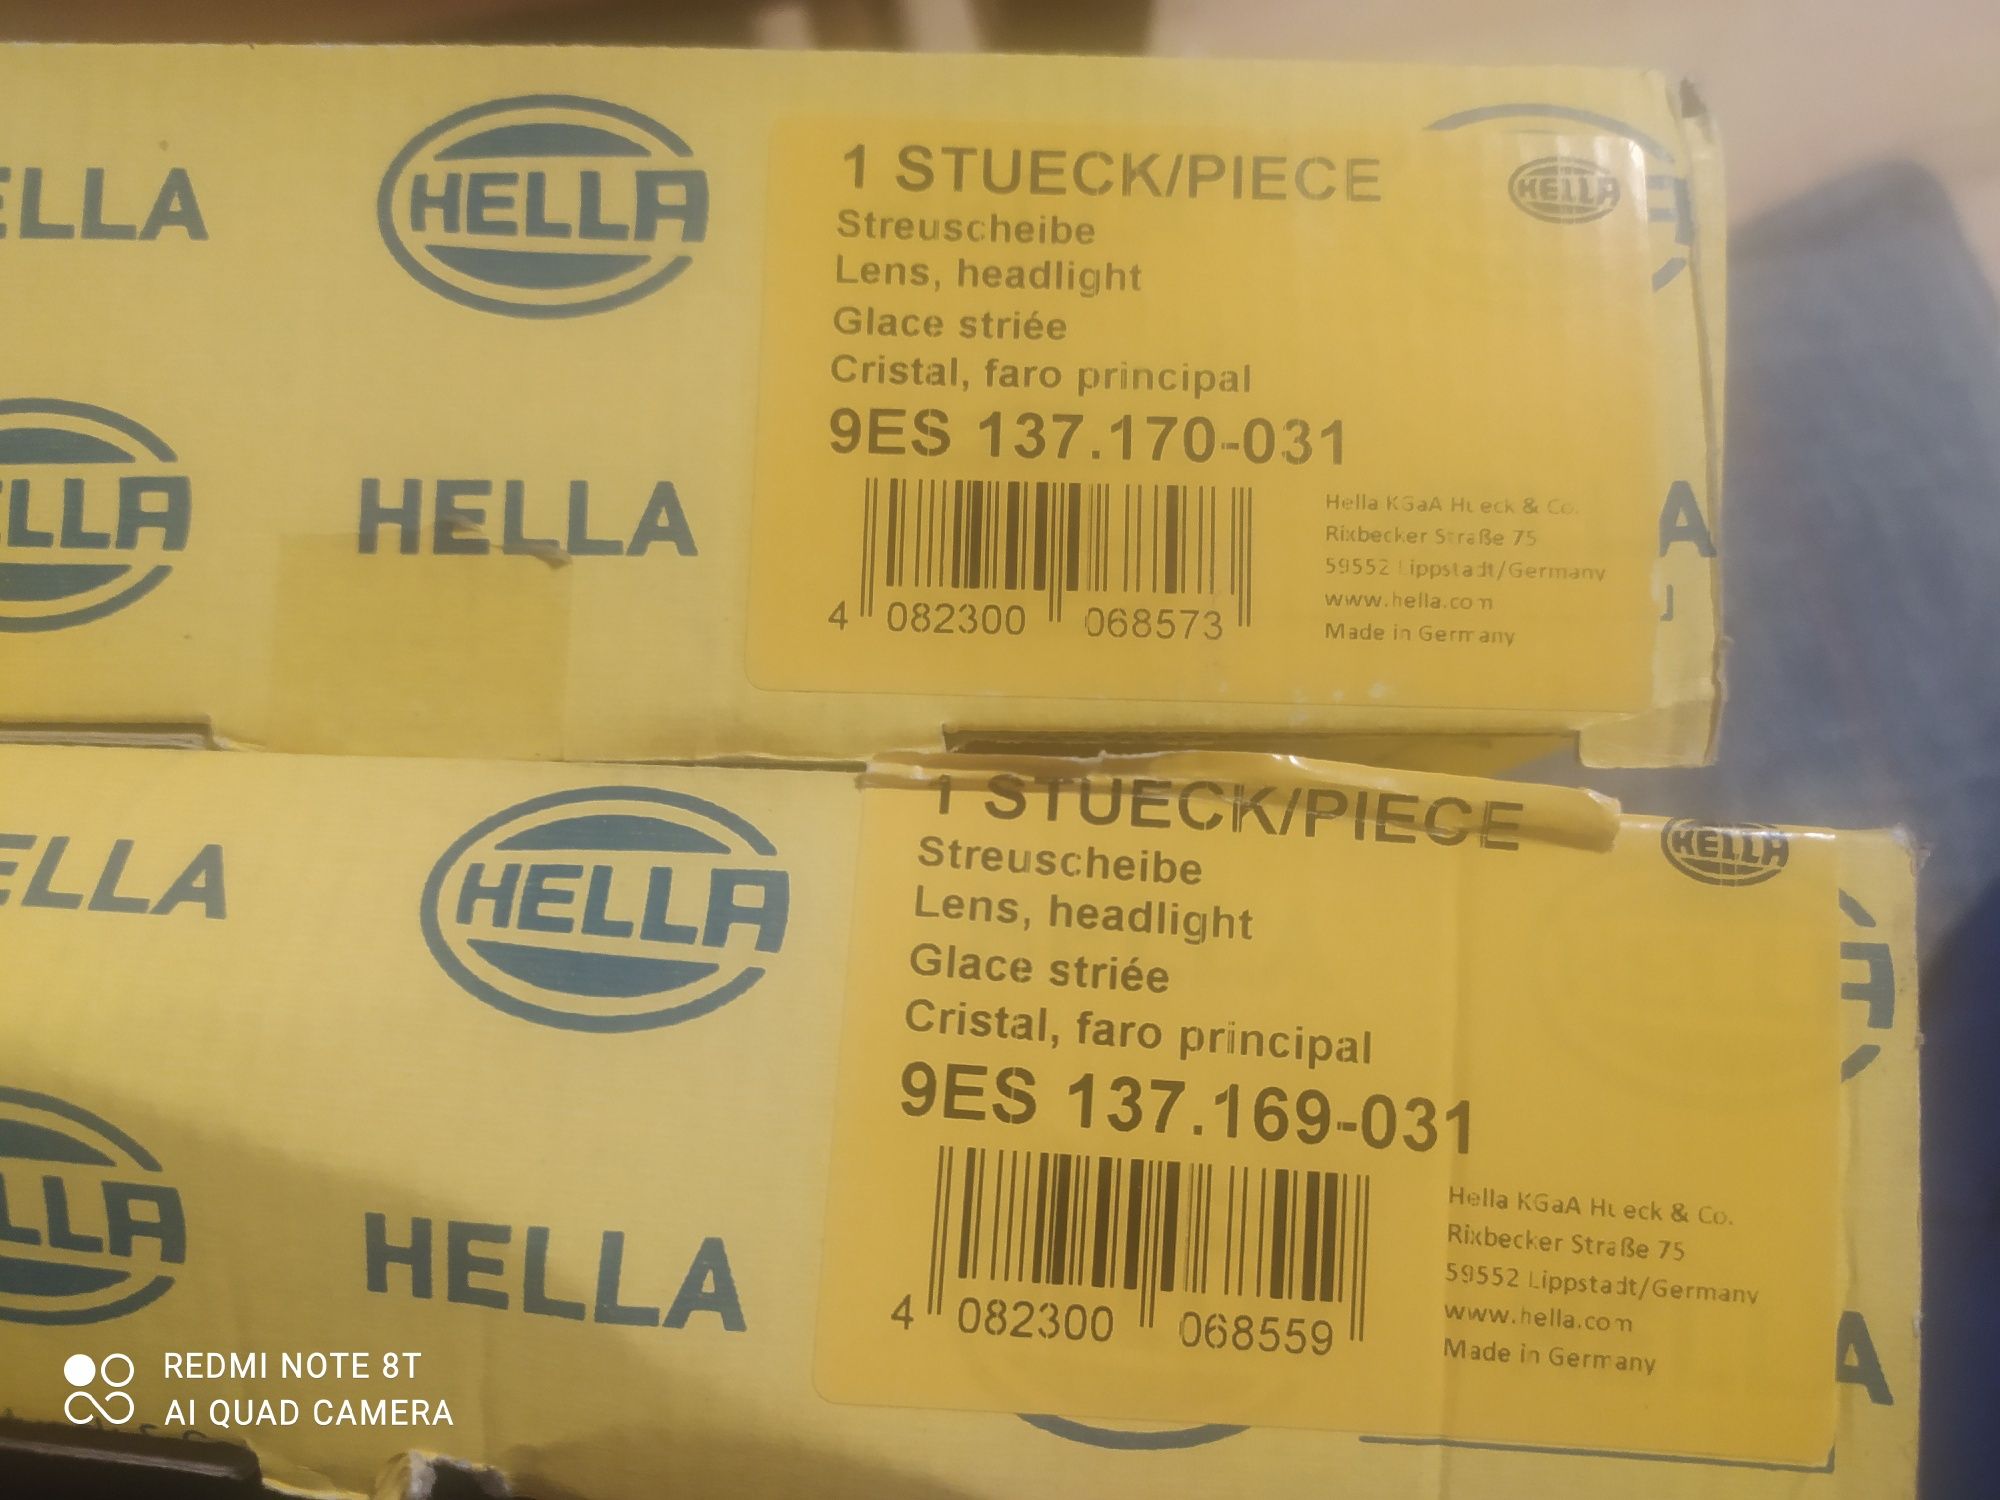 HELLA
HELLA
HELLA
HELLA
1 STUECK/PIECE
Streuscheibe
Lens, headlight
Glace striée
Cristal, faro principal
9ES 137.170-031
4 082300 068573
HELLA
Hella KGaA Hueck & Co.
Rixbecker Straße 75
59552 Lippstadt/Germany
www.hella.com
Made in Germany
HELLA
HELLA
HELLA
HELLA
1 STUECK/PIECE
Streuscheibe
Lens, headlight
Glace striée
Cristal, faro principal
9ES 137.169-031
4 082300 068559
HELLA
Hella KGaA Hueck & Co.
Rixbecker Straße 75
59552 Lippstadt/Germany
www.hella.com
Made in Germany
REDMI NOTE 8T
AI QUAD CAMERA